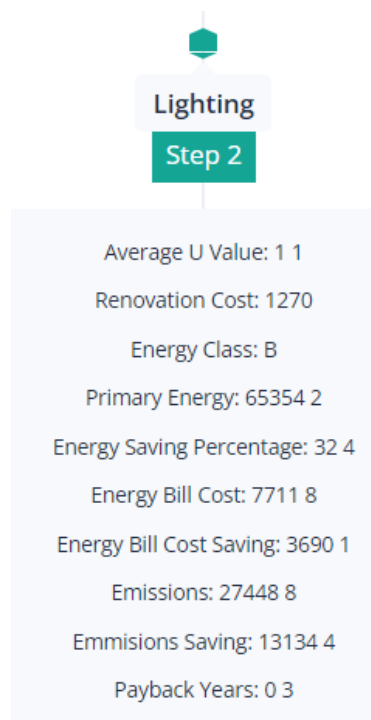 Lighting
Step 2
Average U Value: 1 1
Renovation Cost: 1270
Energy Class: B
Primary Energy: 65354 2
Energy Saving Percentage: 32 4
Energy Bill Cost: 7711 8
Energy Bill Cost Saving: 3690 1
Emissions: 27448 8
Emmisions Saving: 13134 4
Payback Years: 0 3